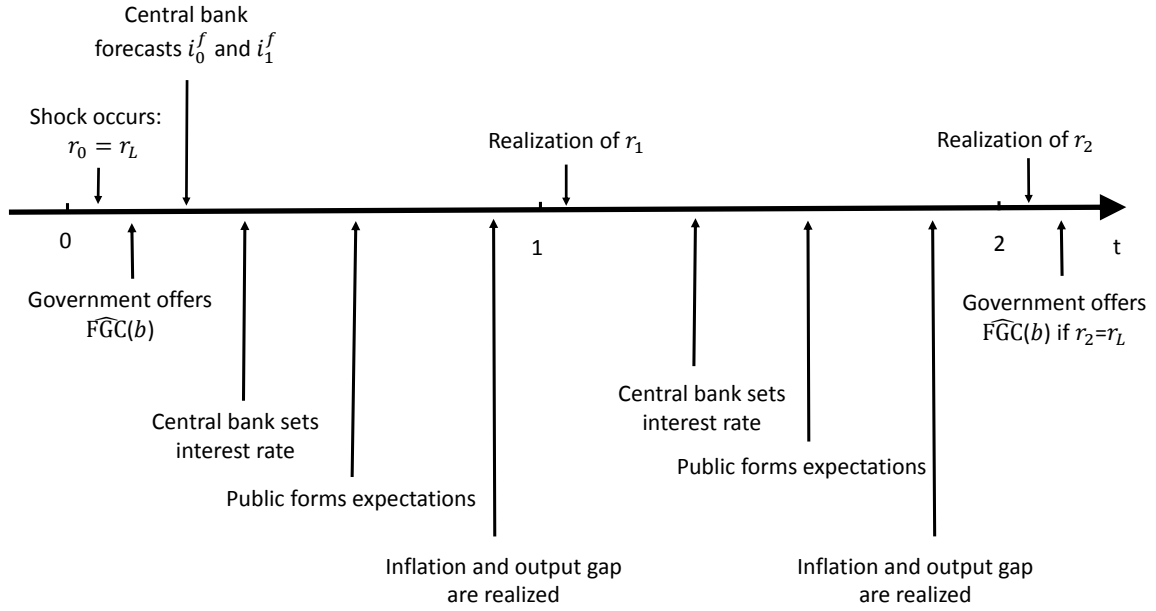 Central bank
forecasts $i_0^f$ and $i_1^f$
Shock occurs:
$r_0 = r_L$
Realization of $r_1$
Realization of $r_2$
0
1
2
t
Government offers
$\widehat{\mathrm{FGC}}(b)$
Government offers
$\widehat{\mathrm{FGC}}(b)$ if $r_2$=$r_L$
Central bank sets
interest rate
Central bank sets
interest rate
Public forms expectations
Public forms expectations
Inflation and output gap
are realized
Inflation and output gap
are realized